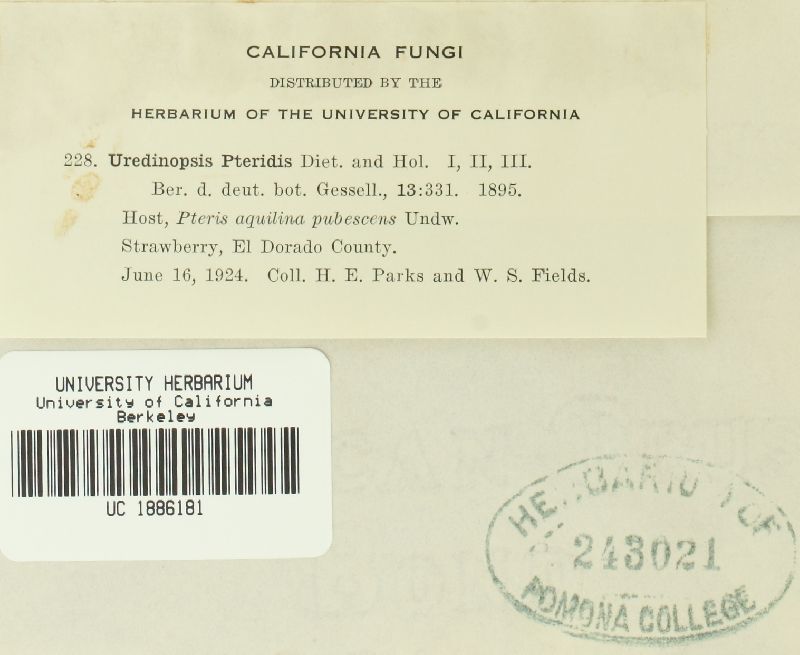 CALIFORNIA FUNGI
DISTRIBUTED BY THE
HERBARIUM OF THE UNIVERSITY OF CALIFORNIA
228. Uredinopsis Pteridis Diet. and Hol. I, II, III.
Ber. d. deut. bot. Gessell., 13:331. 1895.
Host, Pteris aquilina pubescens Undw.
Strawberry, El Dorado County.
June 16, 1924. Coll. H. E. Parks and W. S. Fields.
UNIVERSITY HERBARIUM
University of California
Berkeley
UC 1886181
HERBARIUM OF
243021
POMONA COLLEGE